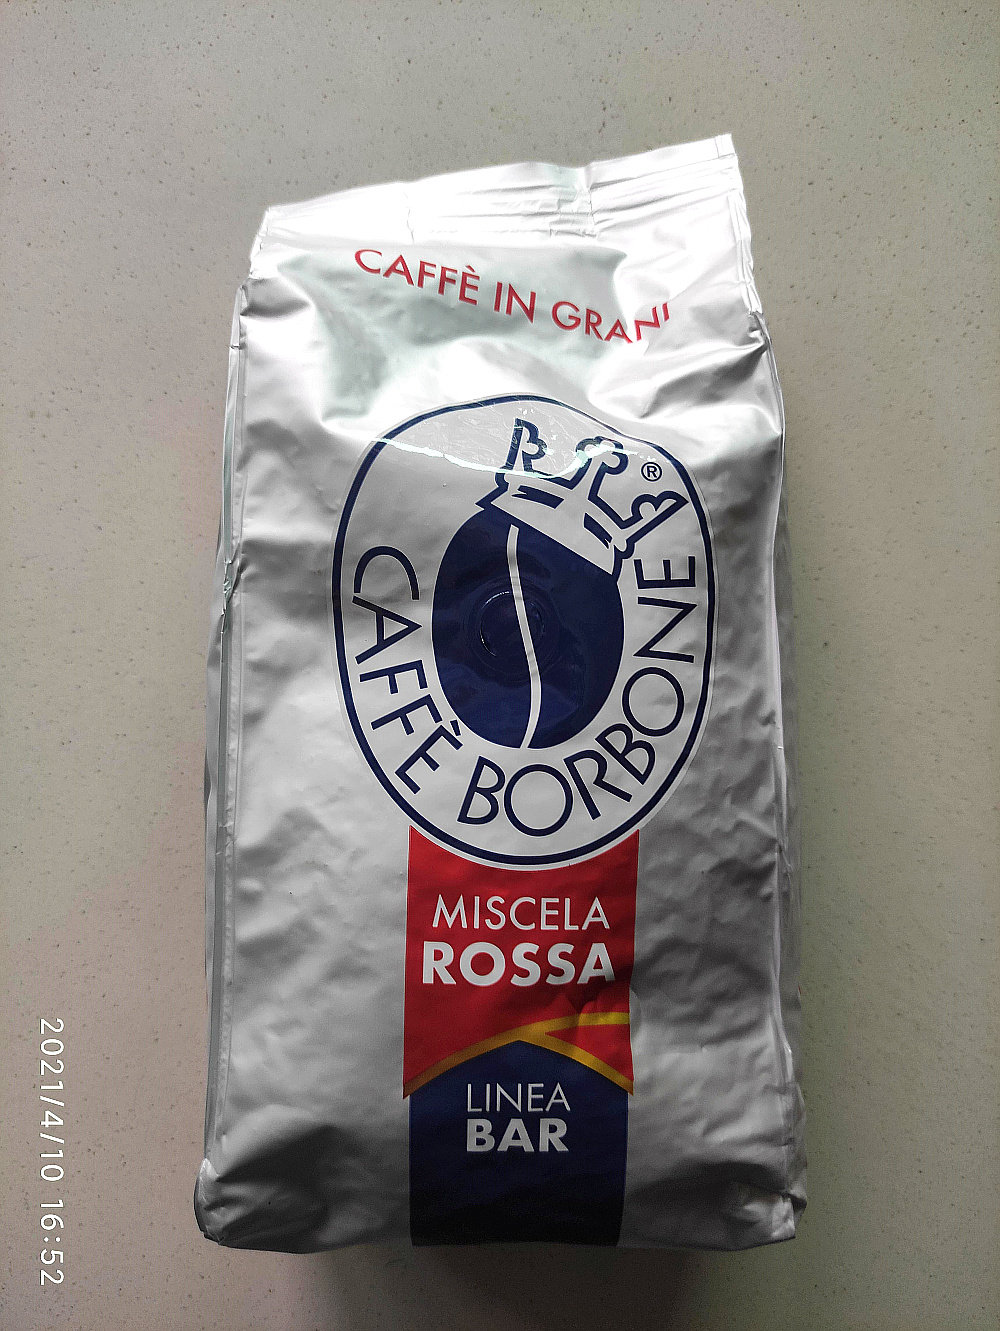 CAFFÈ IN GRANI
®
CAFFÈ BORBONE
MISCELA
ROSSA
LINEA
BAR
2021/4/10 16:52